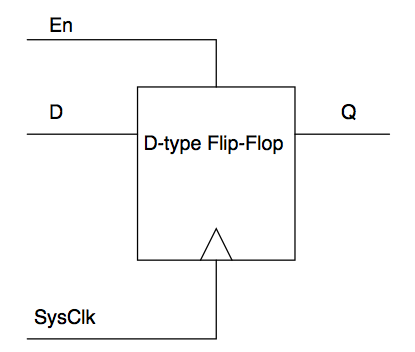 En
D
Q
D-type Flip-Flop
SysClk